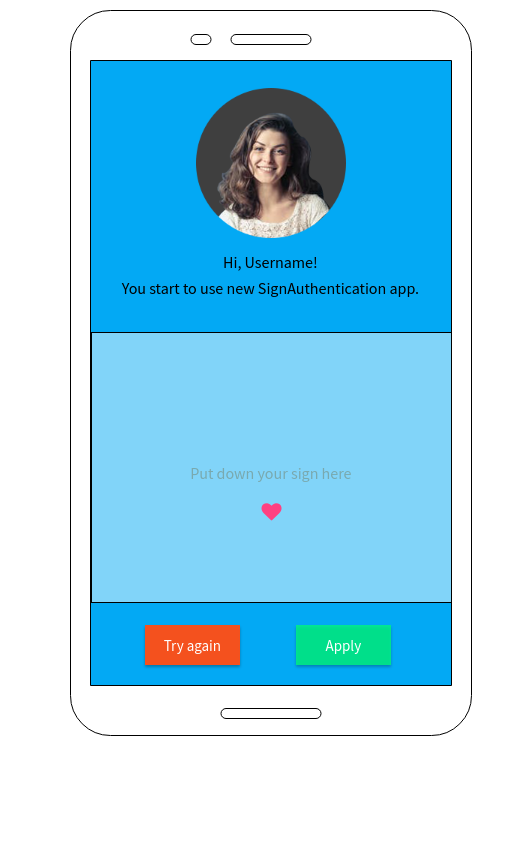 Hi, Username!
You start to use new SignAuthentication app.
Put down your sign here
Try again
Apply